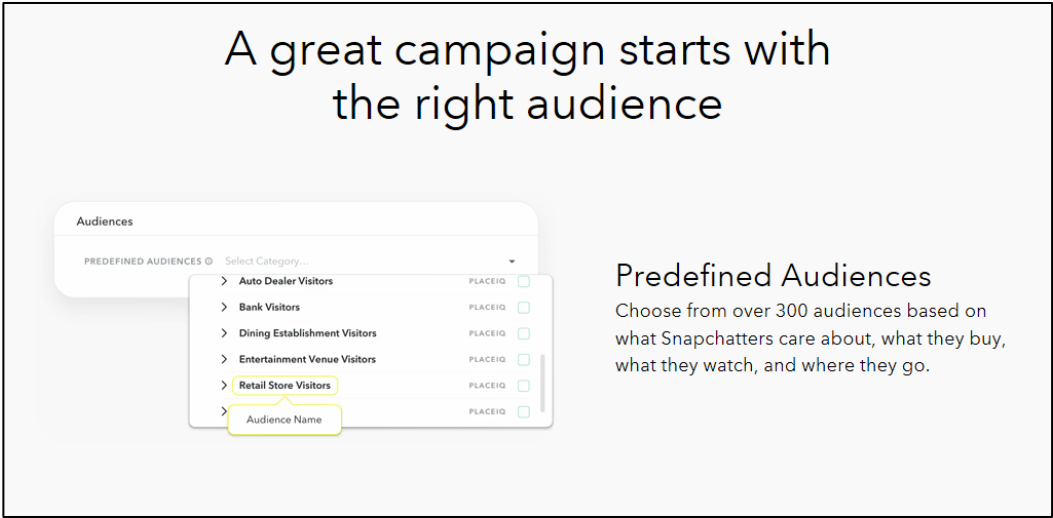 A great campaign starts with
the right audience
Audiences
PREDEFINED AUDIENCES
Select Category...
Auto Dealer Visitors PLACEIQ
Bank Visitors PLACEIQ
Dining Establishment Visitors PLACEIQ
Entertainment Venue Visitors PLACEIQ
Retail Store Visitors PLACEIQ
PLACEIQ
Audience Name
Predefined Audiences
Choose from over 300 audiences based on
what Snapchatters care about, what they buy,
what they watch, and where they go.